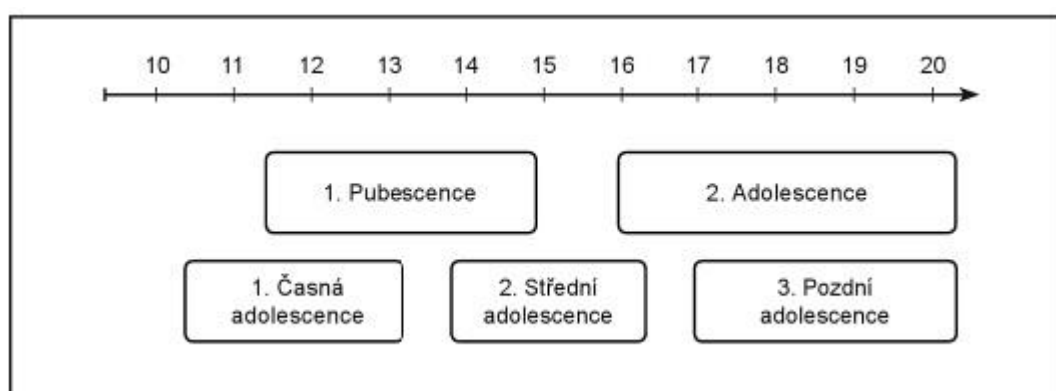 10 11 12 13 14 15 16 17 18 19 20
1. Pubescence 2. Adolescence
1. Časná adolescence
2. Střední adolescence
3. Pozdní adolescence